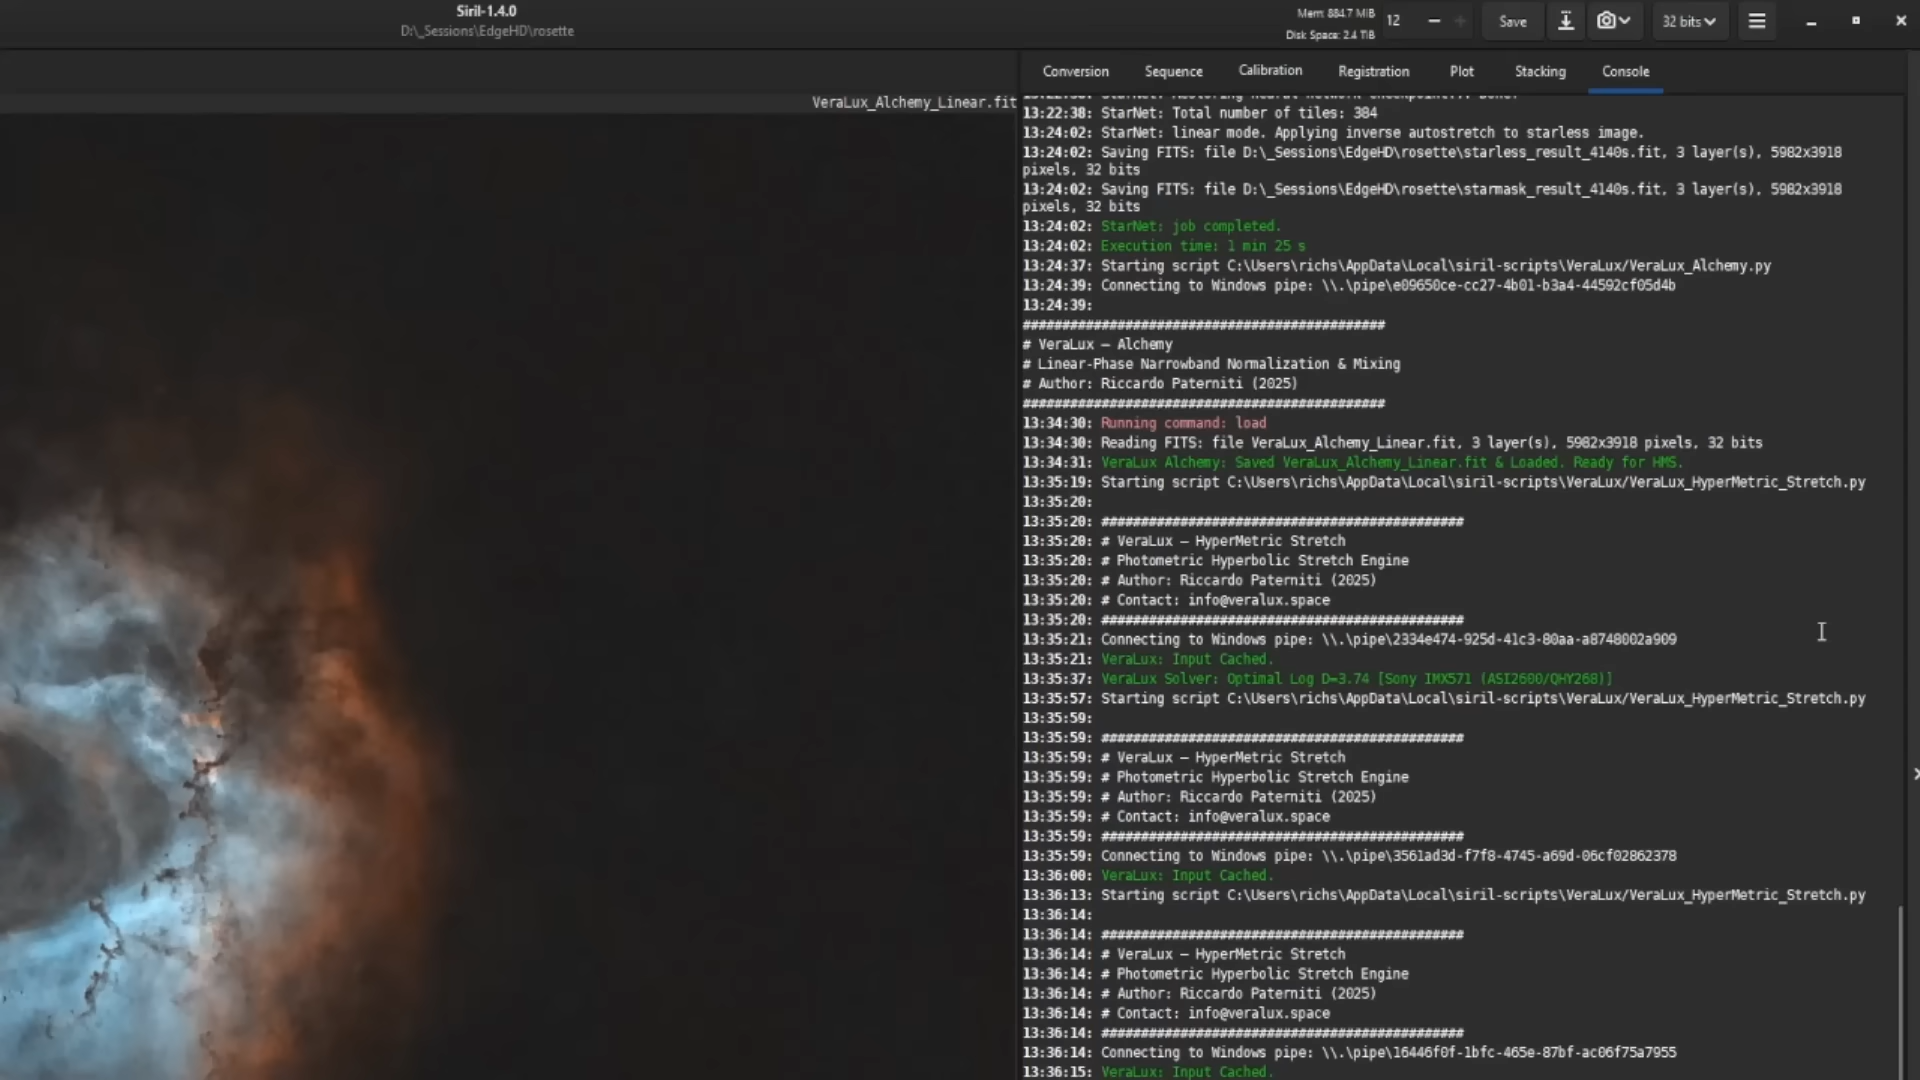 Siril-1.4.0
D:\_Sessions\EdgeHD\rosette
Mem: 884.7 MiB
Disk Space: 2.4 TiB
12
Save
32 bits
Conversion Sequence Calibration Registration Plot Stacking Console
VeraLux_Alchemy_Linear.fit
13:22:38: StarNet: Restoring neural network checkpoint... Done!
13:22:38: StarNet: Total number of tiles: 384
13:24:02: StarNet: linear mode. Applying inverse autostretch to starless image.
13:24:02: Saving FITS: file D:\_Sessions\EdgeHD\rosette\starless_result_4140s.fit, 3 layer(s), 5982x3918
pixels, 32 bits
13:24:02: Saving FITS: file D:\_Sessions\EdgeHD\rosette\starmask_result_4140s.fit, 3 layer(s), 5982x3918
pixels, 32 bits
13:24:02: StarNet: job completed.
13:24:02: Execution time: 1 min 25 s
13:24:37: Starting script C:\Users\richs\AppData\Local\siril-scripts\VeraLux/VeraLux_Alchemy.py
13:24:39: Connecting to Windows pipe: \\.\pipe\e09650ce-cc27-4b01-b3a4-44592cf05d4b
13:24:39:
##############################################
# VeraLux — Alchemy
# Linear-Phase Narrowband Normalization & Mixing
# Author: Riccardo Paterniti (2025)
##############################################
13:34:30: Running command: load
13:34:30: Reading FITS: file VeraLux_Alchemy_Linear.fit, 3 layer(s), 5982x3918 pixels, 32 bits
13:34:31: VeraLux Alchemy: Saved VeraLux_Alchemy_Linear.fit & Loaded. Ready for HMS.
13:35:19: Starting script C:\Users\richs\AppData\Local\siril-scripts\VeraLux/VeraLux_HyperMetric_Stretch.py
13:35:20:
13:35:20: ##############################################
13:35:20: # VeraLux — HyperMetric Stretch
13:35:20: # Photometric Hyperbolic Stretch Engine
13:35:20: # Author: Riccardo Paterniti (2025)
13:35:20: # Contact: info@veralux.space
13:35:20: ##############################################
13:35:21: Connecting to Windows pipe: \\.\pipe\2334e474-925d-41c3-80aa-a8748002a909
13:35:21: VeraLux: Input Cached.
13:35:37: VeraLux Solver: Optimal Log D=3.74 [Sony IMX571 (ASI2600/QHY268)]
13:35:57: Starting script C:\Users\richs\AppData\Local\siril-scripts\VeraLux/VeraLux_HyperMetric_Stretch.py
13:35:59:
13:35:59: ##############################################
13:35:59: # VeraLux — HyperMetric Stretch
13:35:59: # Photometric Hyperbolic Stretch Engine
13:35:59: # Author: Riccardo Paterniti (2025)
13:35:59: # Contact: info@veralux.space
13:35:59: ##############################################
13:35:59: Connecting to Windows pipe: \\.\pipe\3561ad3d-f7f8-4745-a69d-06cf02862378
13:36:00: VeraLux: Input Cached.
13:36:13: Starting script C:\Users\richs\AppData\Local\siril-scripts\VeraLux/VeraLux_HyperMetric_Stretch.py
13:36:14:
13:36:14: ##############################################
13:36:14: # VeraLux — HyperMetric Stretch
13:36:14: # Photometric Hyperbolic Stretch Engine
13:36:14: # Author: Riccardo Paterniti (2025)
13:36:14: # Contact: info@veralux.space
13:36:14: ##############################################
13:36:14: Connecting to Windows pipe: \\.\pipe\16446f0f-1bfc-465e-87bf-ac06f75a7955
13:36:15: VeraLux: Input Cached.